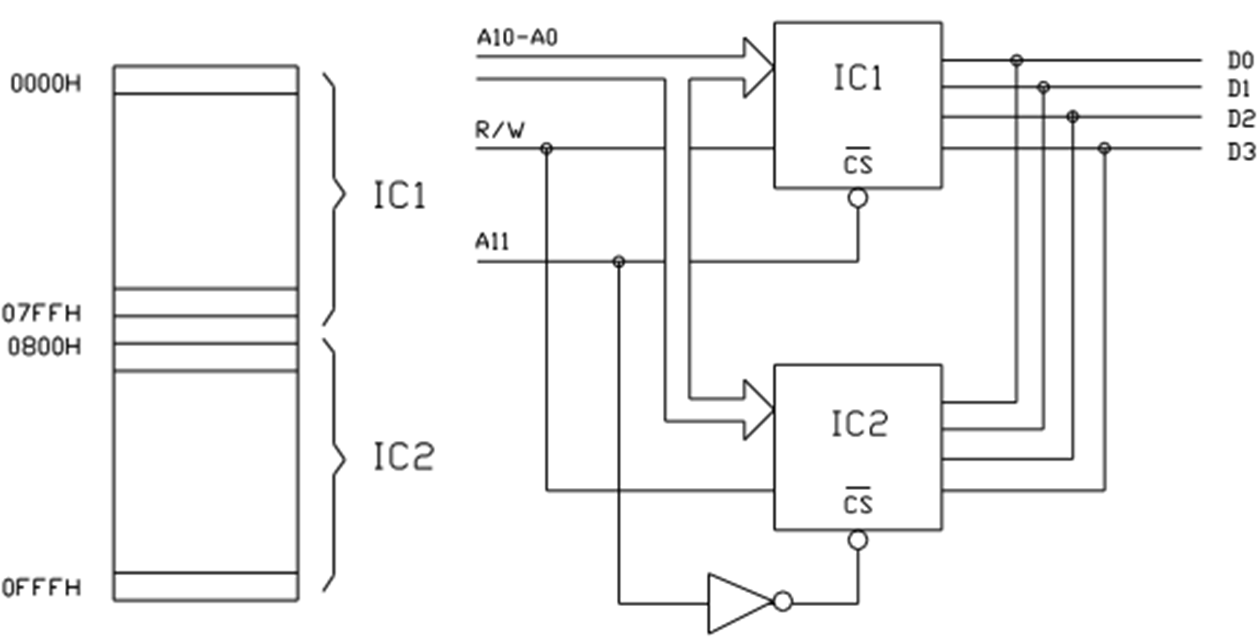 0000H
07FFH
0800H
0FFFH
IC1
IC2
A10-A0
R/W
A11
IC1
CS
IC2
CS
D0
D1
D2
D3